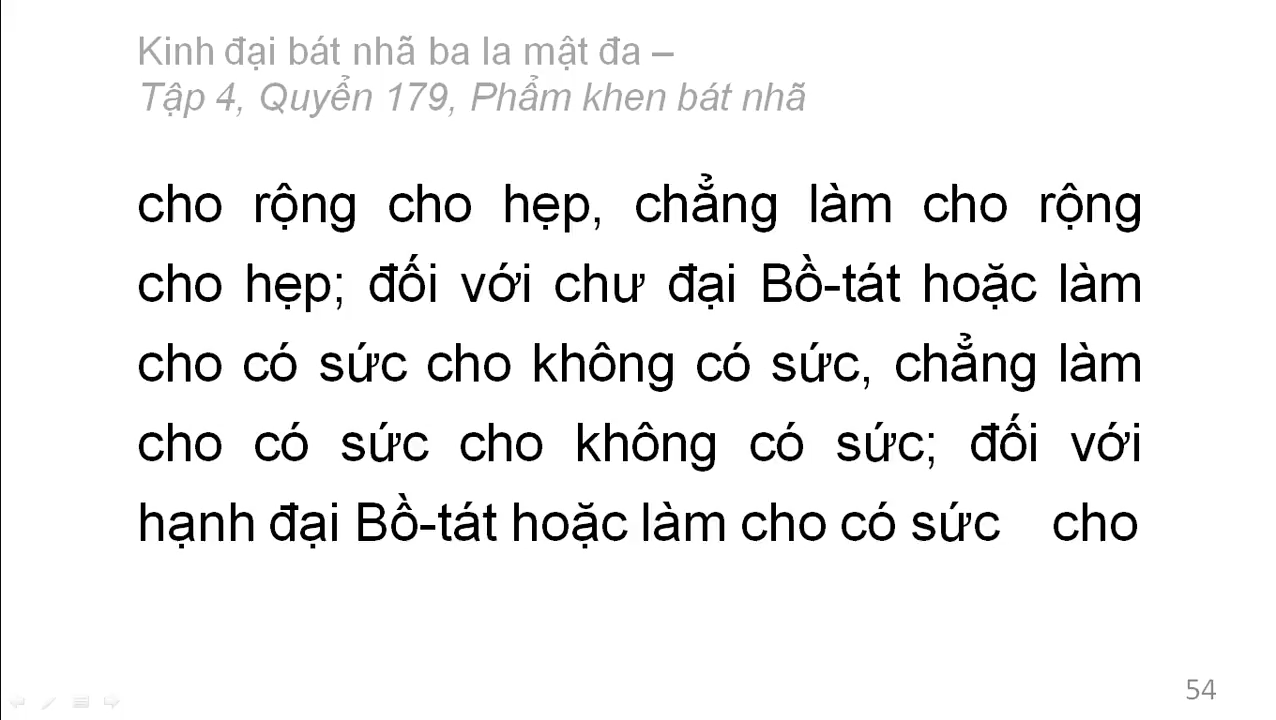 Kinh đại bát nhã ba la mật đa –
Tập 4, Quyển 179, Phẩm khen bát nhã
cho rộng cho hẹp, chẳng làm cho rộng
cho hẹp; đối với chư đại Bồ-tát hoặc làm
cho có sức cho không có sức, chẳng làm
cho có sức cho không có sức; đối với
hạnh đại Bồ-tát hoặc làm cho có sức cho
54